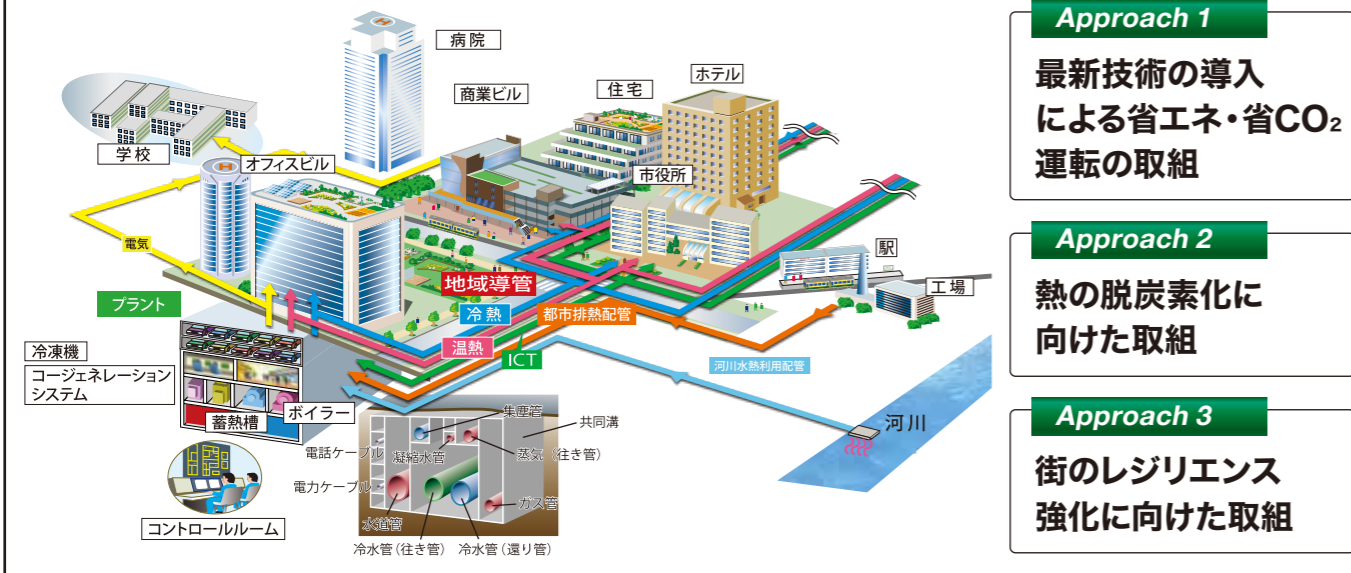 病院
商業ビル
住宅
ホテル
学校
オフィスビル
市役所
電気
駅
工場
地域導管
プラント
冷熱
都市排熱配管
温熱
ICT
河川水熱利用配管
冷凍機
コージェネレーション
システム
蓄熱槽
ボイラー
河川
コントロールルーム
集塵管
共同溝
電話ケーブル
凝縮水管
蒸気(往き管)
電力ケーブル
ガス管
水道管
冷水管(往き管)
冷水管(還り管)
H
H
Approach 1
最新技術の導入
による省エネ・省CO₂
運転の取組
Approach 2
熱の脱炭素化に
向けた取組
Approach 3
街のレジリエンス
強化に向けた取組